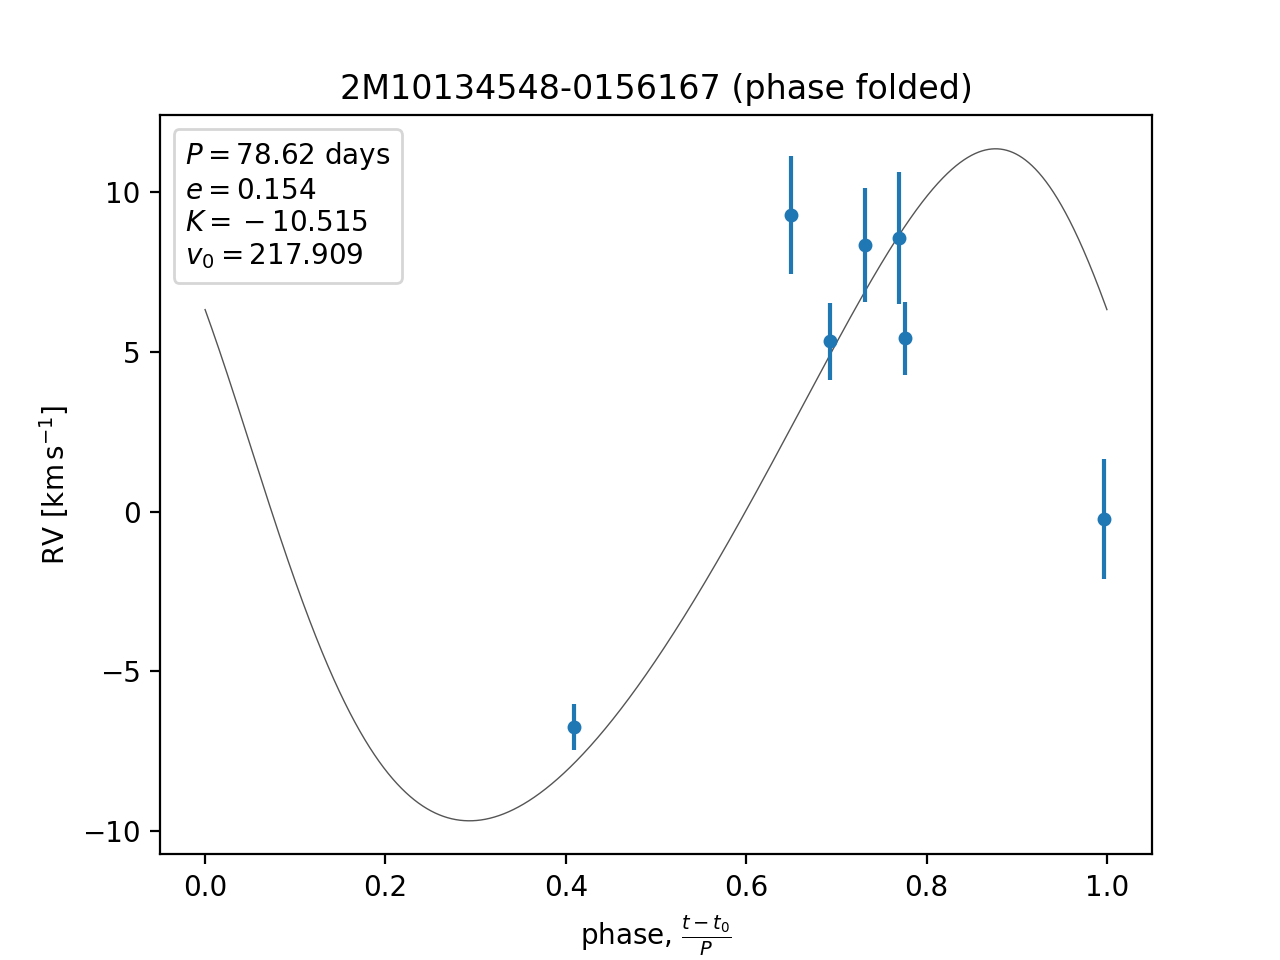 2M10134548-0156167 (phase folded)
P = 78.62 days
e = 0.154
K = −10.515
v₀ = 217.909
10
5
0
−5
−10
RV [km s⁻¹]
0.0 0.2 0.4 0.6 0.8 1.0
phase, (t − t₀)/P